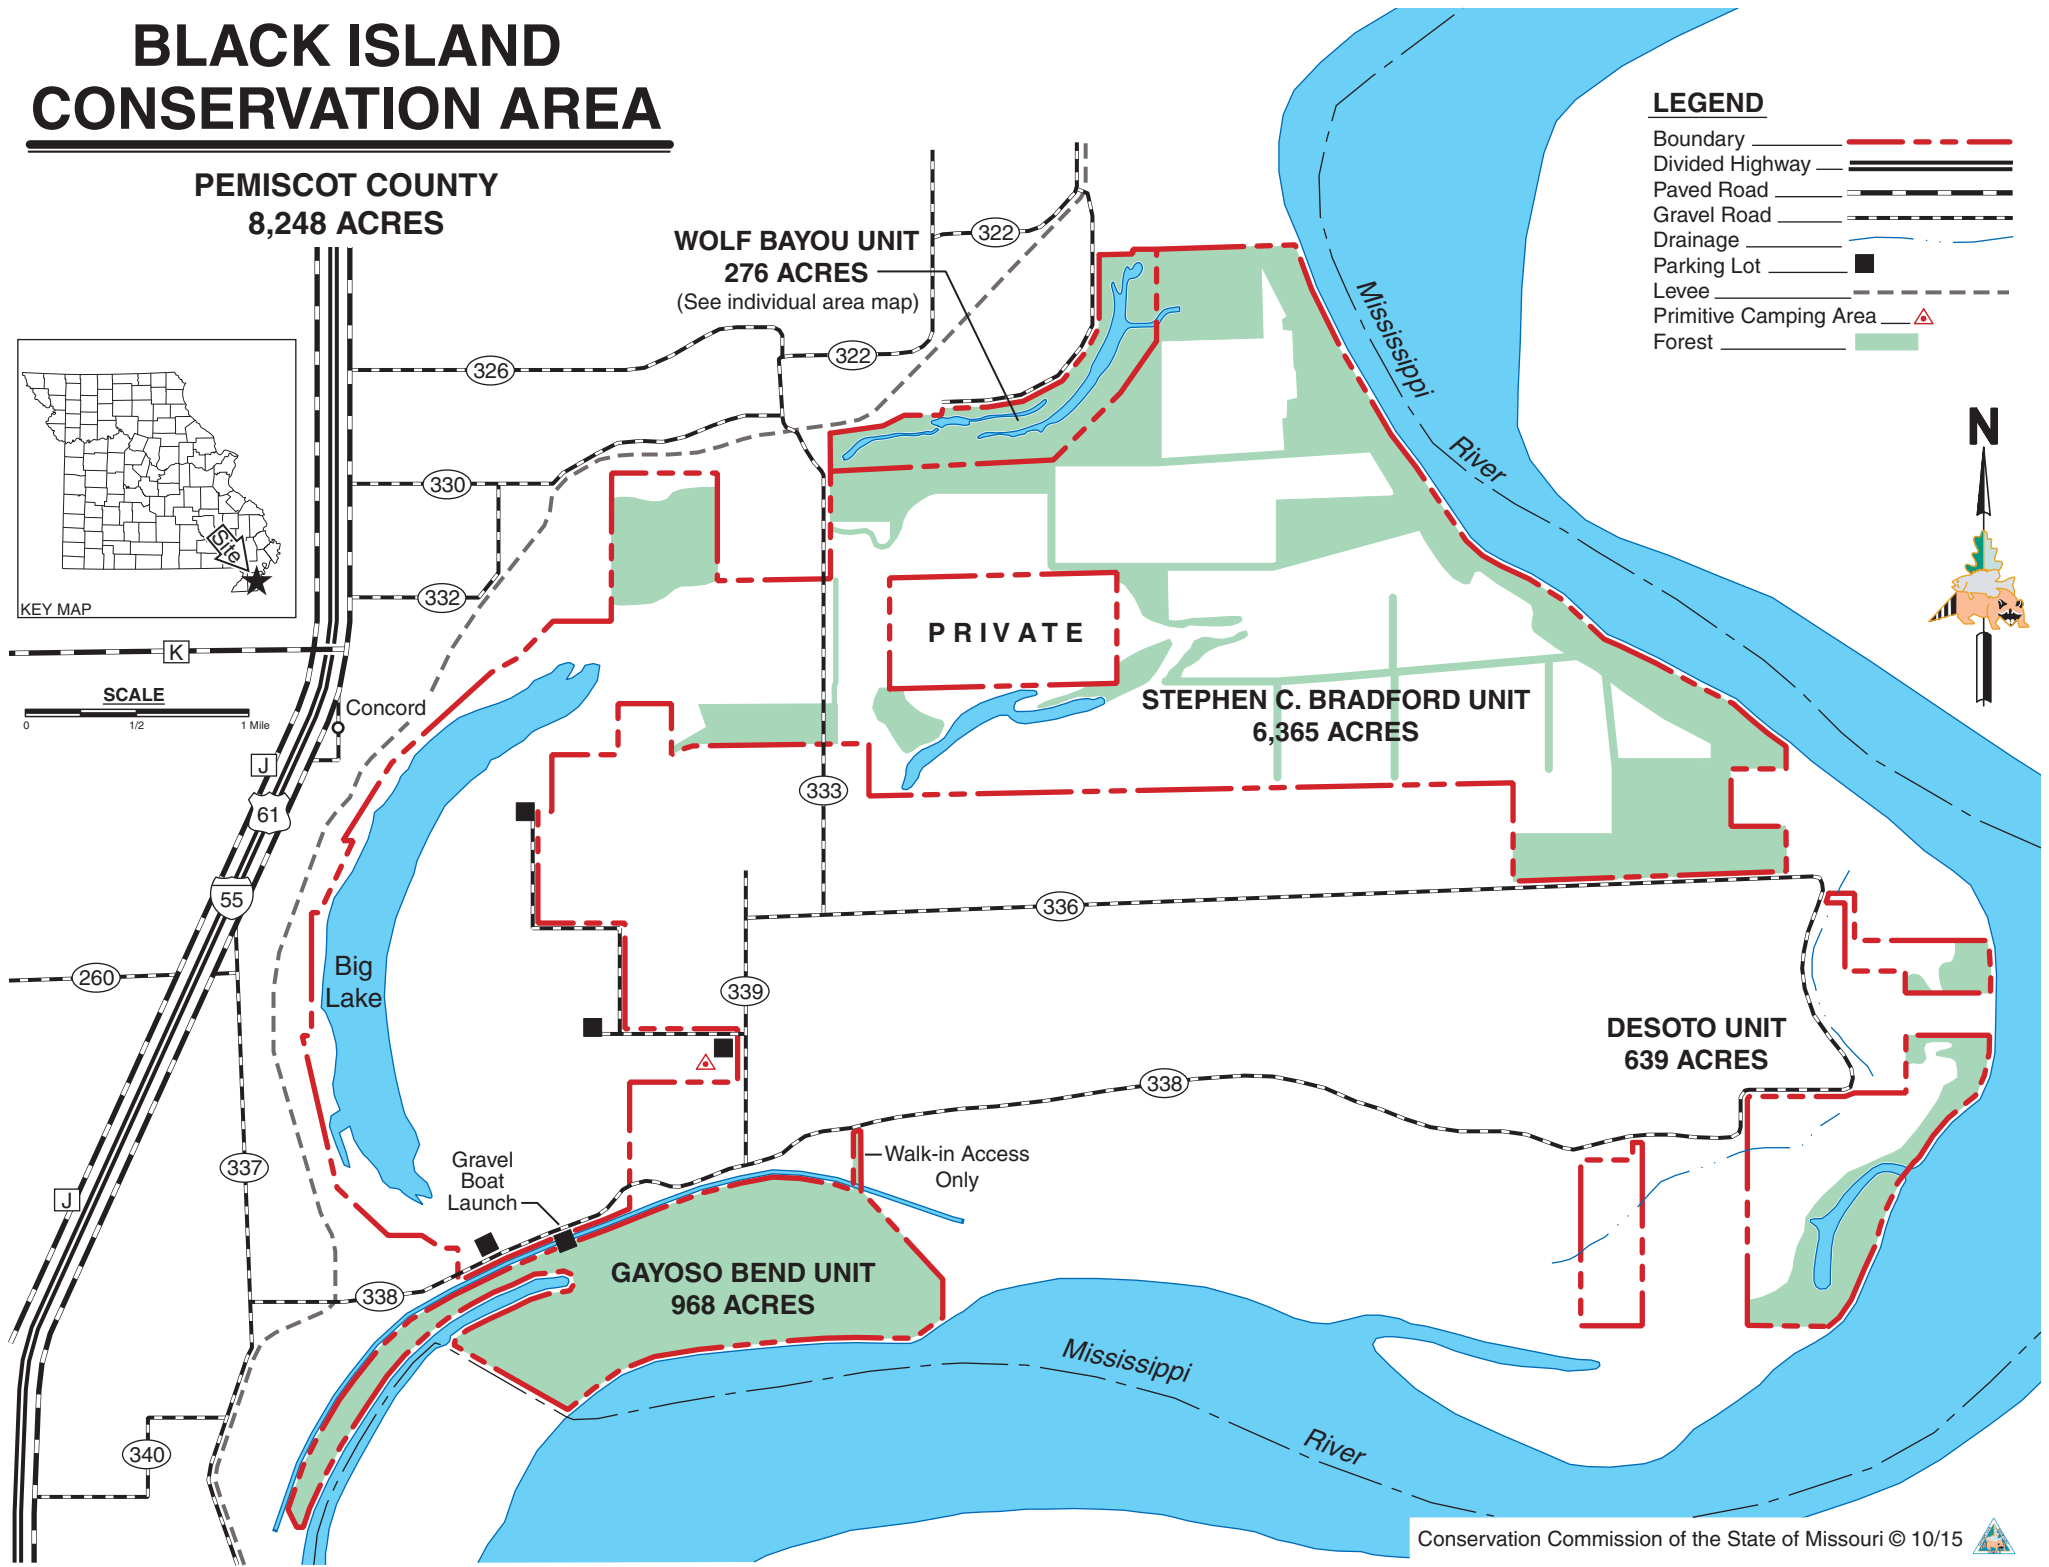 BLACK ISLAND
CONSERVATION AREA
PEMISCOT COUNTY
8,248 ACRES
LEGEND
Boundary
Divided Highway
Paved Road
Gravel Road
Drainage
Parking Lot
Levee
Primitive Camping Area
Forest
N
322
WOLF BAYOU UNIT
276 ACRES
(See individual area map)
322
326
330
332
Site
KEY MAP
K
SCALE
0 1/2 1 Mile
Concord
J
61
55
260
Mississippi
River
PRIVATE
STEPHEN C. BRADFORD UNIT
6,365 ACRES
333
336
Big
Lake
339
DESOTO UNIT
639 ACRES
338
337
J
Gravel
Boat
Launch
Walk-in Access
Only
GAYOSO BEND UNIT
968 ACRES
338
340
Mississippi
River
Conservation Commission of the State of Missouri © 10/15